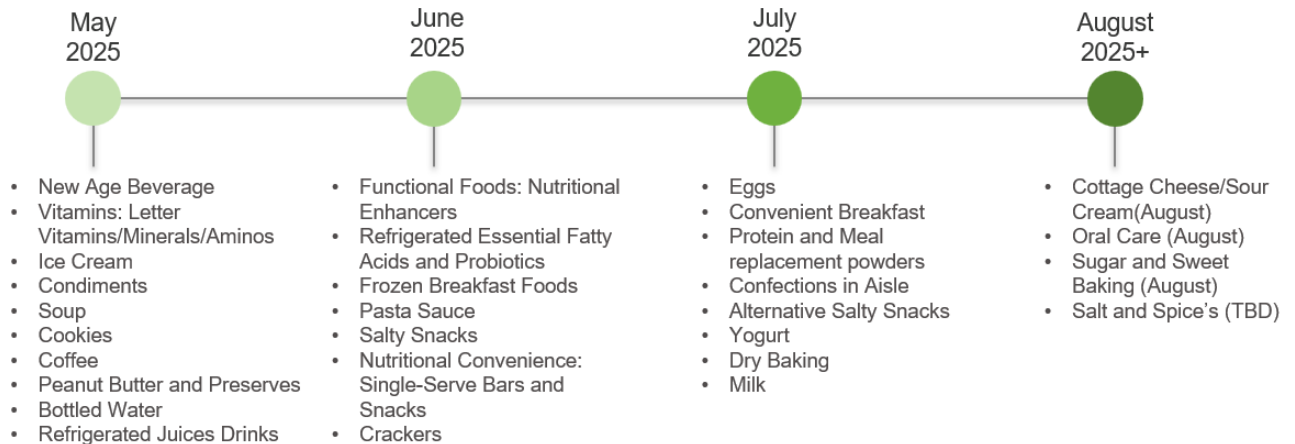 May
2025
• New Age Beverage
• Vitamins: Letter
Vitamins/Minerals/Aminos
• Ice Cream
• Condiments
• Soup
• Cookies
• Coffee
• Peanut Butter and Preserves
• Bottled Water
• Refrigerated Juices Drinks
June
2025
• Functional Foods: Nutritional
Enhancers
• Refrigerated Essential Fatty
Acids and Probiotics
• Frozen Breakfast Foods
• Pasta Sauce
• Salty Snacks
• Nutritional Convenience:
Single-Serve Bars and
Snacks
• Crackers
July
2025
• Eggs
• Convenient Breakfast
• Protein and Meal
replacement powders
• Confections in Aisle
• Alternative Salty Snacks
• Yogurt
• Dry Baking
• Milk
August
2025+
• Cottage Cheese/Sour
Cream(August)
• Oral Care (August)
• Sugar and Sweet
Baking (August)
• Salt and Spice’s (TBD)